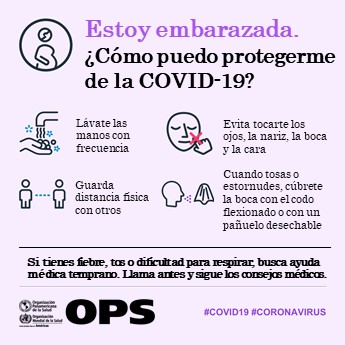 Estoy embarazada.
¿Cómo puedo protegerme
de la COVID-19?
Lávate las
manos con
frecuencia
Evita tocarte los
ojos, la nariz, la boca
y la cara
Guarda
distancia física
con otros
Cuando tosas o
estornudes, cúbrete
la boca con el codo
flexionado o con un
pañuelo desechable
Si tienes fiebre, tos o dificultad para respirar, busca ayuda
médica temprano. Llama antes y sigue los consejos médicos.
Organización
Panamericana
de la Salud
Organización
Mundial de la Salud
Américas
OPS
#COVID19 #CORONAVIRUS